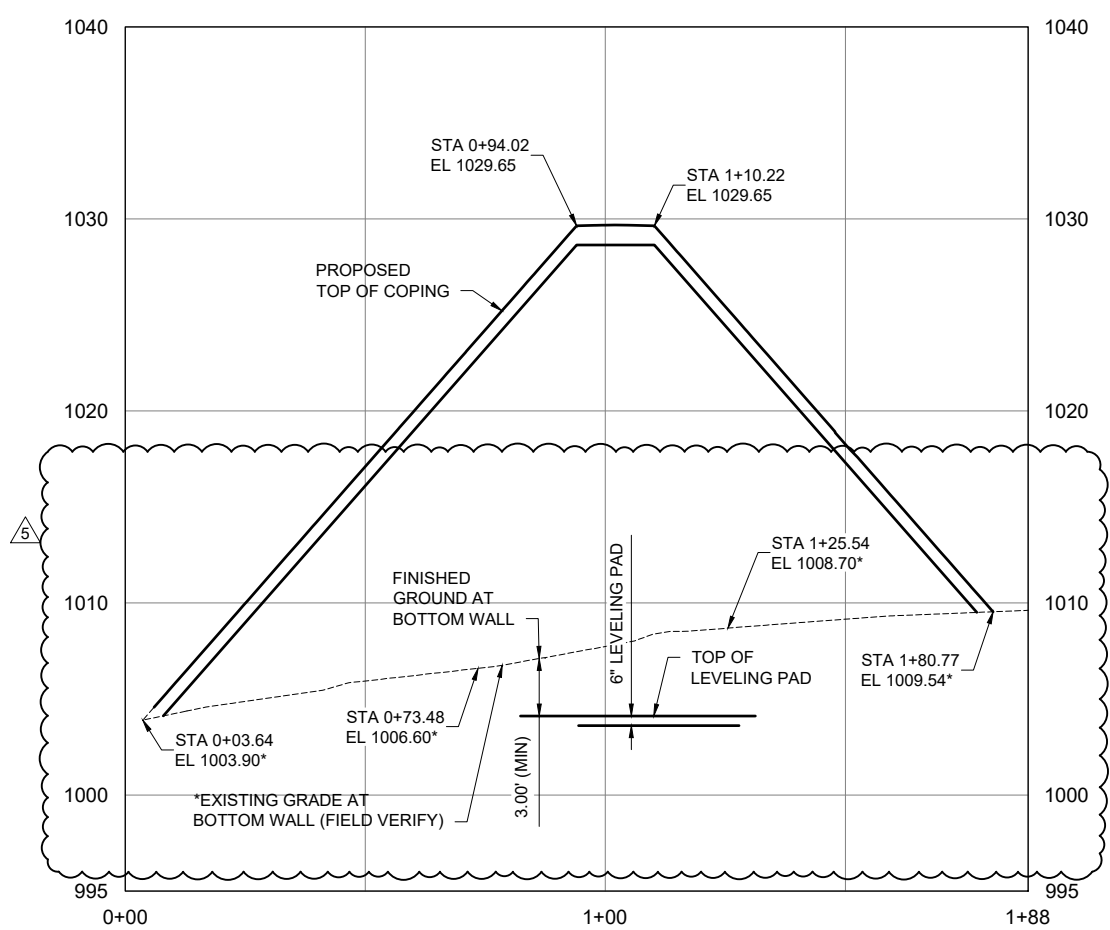 1040
1040
STA 0+94.02
EL 1029.65
STA 1+10.22
EL 1029.65
1030
1030
PROPOSED
TOP OF COPING
1020
1020
5
STA 1+25.54
EL 1008.70*
FINISHED
GROUND AT
BOTTOM WALL
6" LEVELING PAD
1010
1010
TOP OF
LEVELING PAD
STA 1+80.77
EL 1009.54*
STA 0+73.48
EL 1006.60*
STA 0+03.64
EL 1003.90*
3.00' (MIN)
1000
1000
*EXISTING GRADE AT
BOTTOM WALL (FIELD VERIFY)
995
995
0+00
1+00
1+88